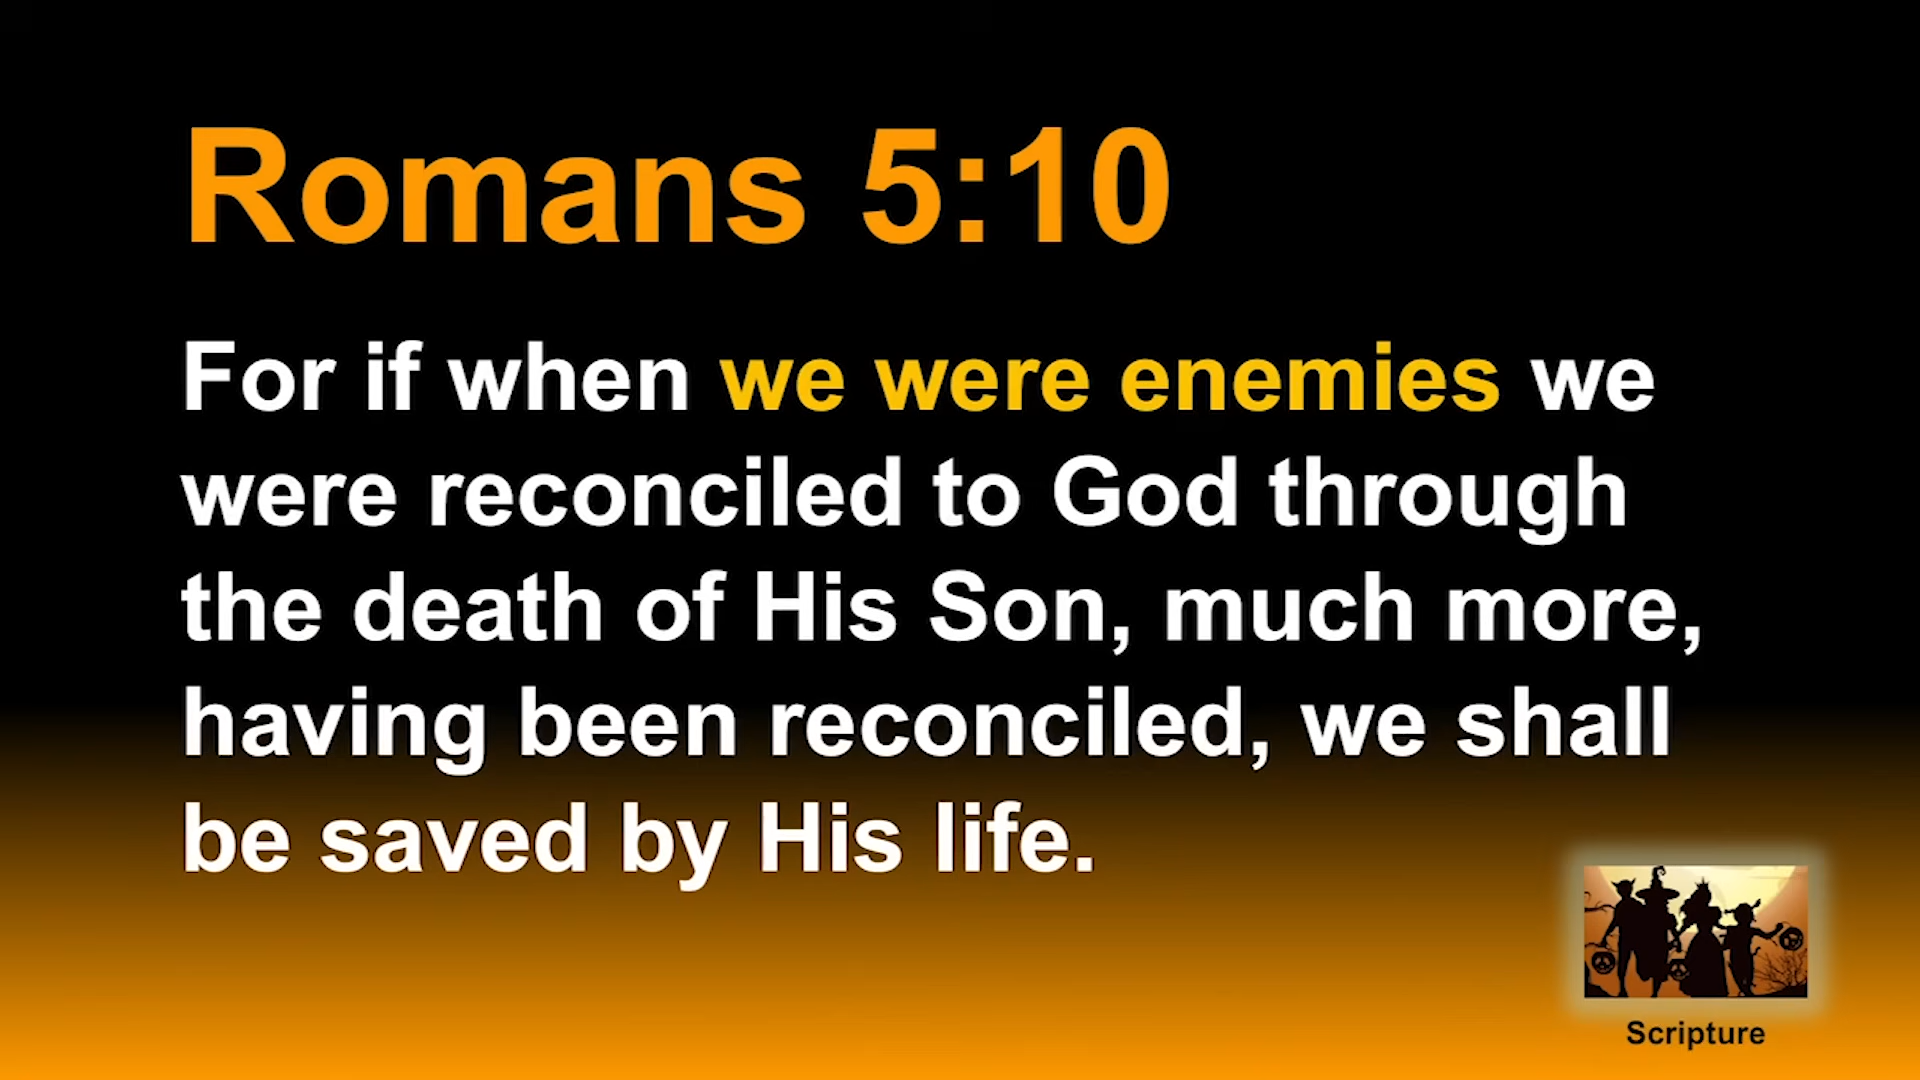 Romans 5:10
For if when we were enemies we
were reconciled to God through
the death of His Son, much more,
having been reconciled, we shall
be saved by His life.
Scripture